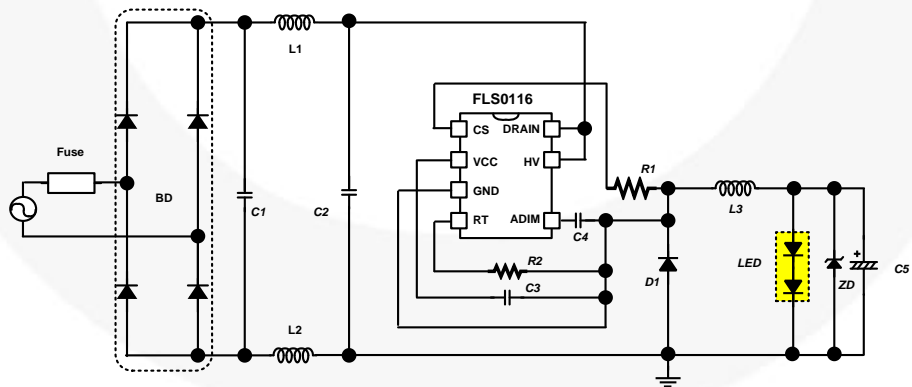 L1
FLS0116
CS DRAIN
VCC HV
GND
RT ADIM
Fuse
BD
C1
C2
R1
L3
C4
R2
C3
D1
LED
ZD
+
C5
L2